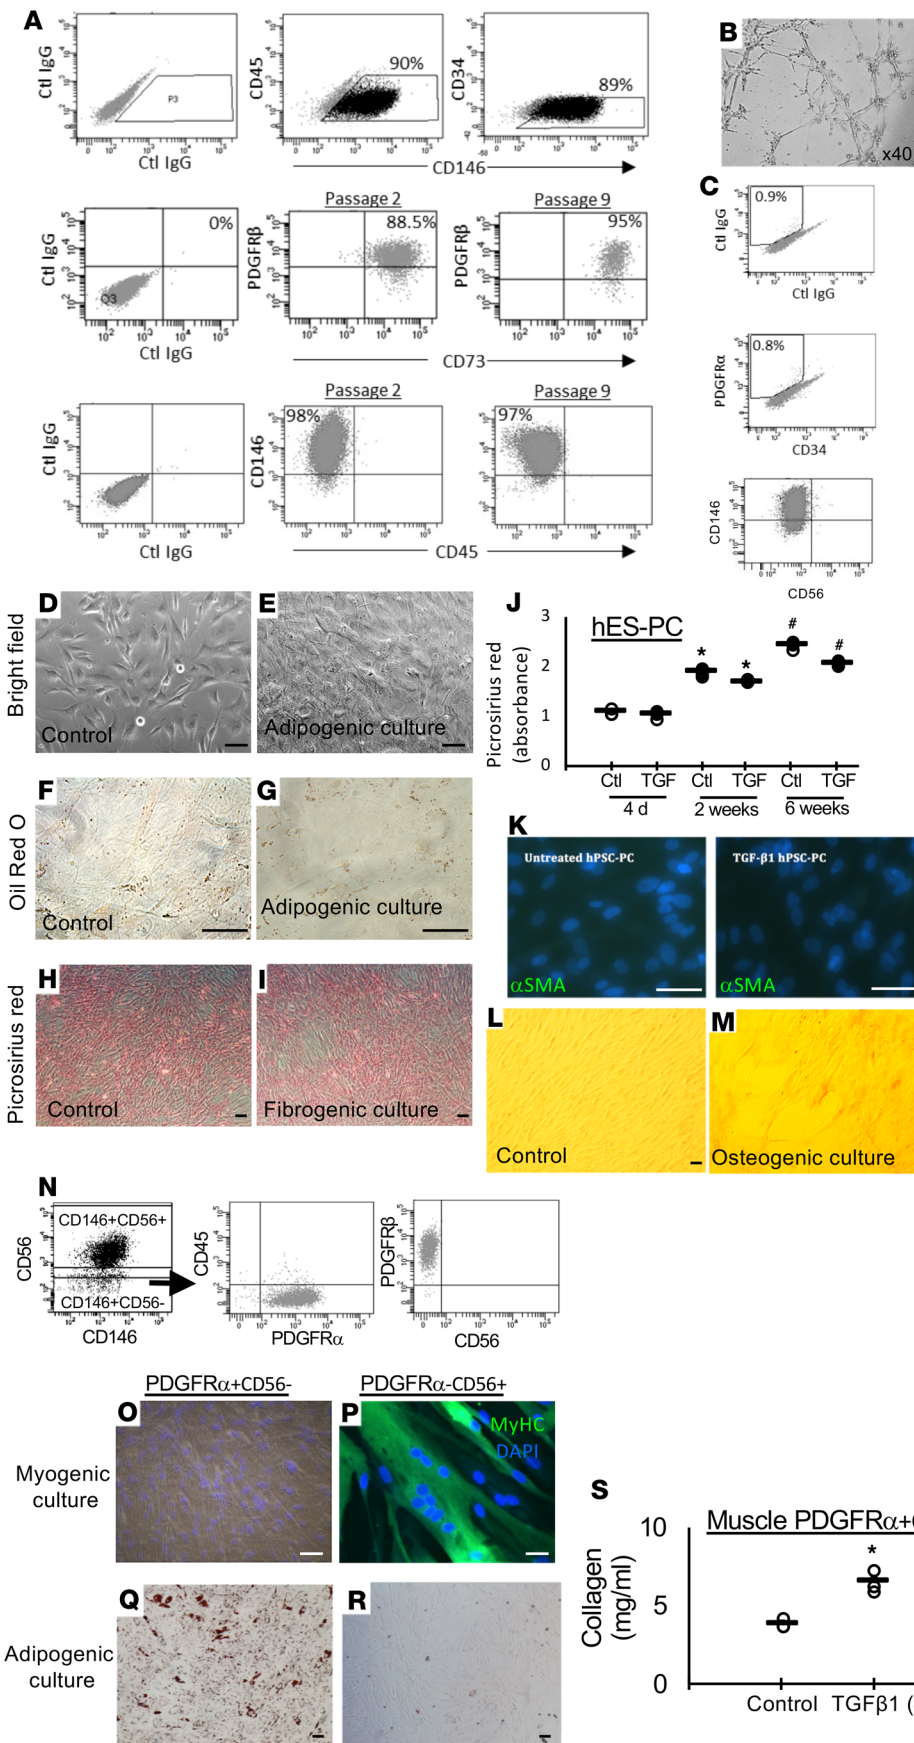 A
Ctl IgG
P3
Ctl IgG
CD45
90%
CD34
89%
CD146
B
x40
C
Ctl IgG
0.9%
Ctl IgG
PDGFRα
0.8%
CD34
CD146
CD56
Ctl IgG
0%
Q3
Ctl IgG
Passage 2
PDGFRβ
88.5%
Passage 9
PDGFRβ
95%
CD73
Ctl IgG
Ctl IgG
Passage 2
CD146
98%
Passage 9
97%
CD45
Bright field
D
Control
E
Adipogenic culture
Oil Red O
F
Control
G
Adipogenic culture
Picrosirius red
H
Control
I
Fibrogenic culture
J
Picrosirius red
(absorbance)
3
2
1
0
hES-PC
*
*
#
#
Ctl TGF Ctl TGF Ctl TGF
4 d 2 weeks 6 weeks
K
Untreated hPSC-PC
αSMA
TGF-β1 hPSC-PC
αSMA
L
Control
M
Osteogenic culture
N
CD56
CD146+CD56+
CD146+CD56-
CD146
CD45
PDGFRα
PDGFRβ
CD56
PDGFRα+CD56-
PDGFRα-CD56+
Myogenic
culture
O
P
MyHC
DAPI
Adipogenic
culture
Q
R
S
Muscle PDGFRα+
Collagen
(mg/ml)
10
5
0
*
Control TGFβ1 (